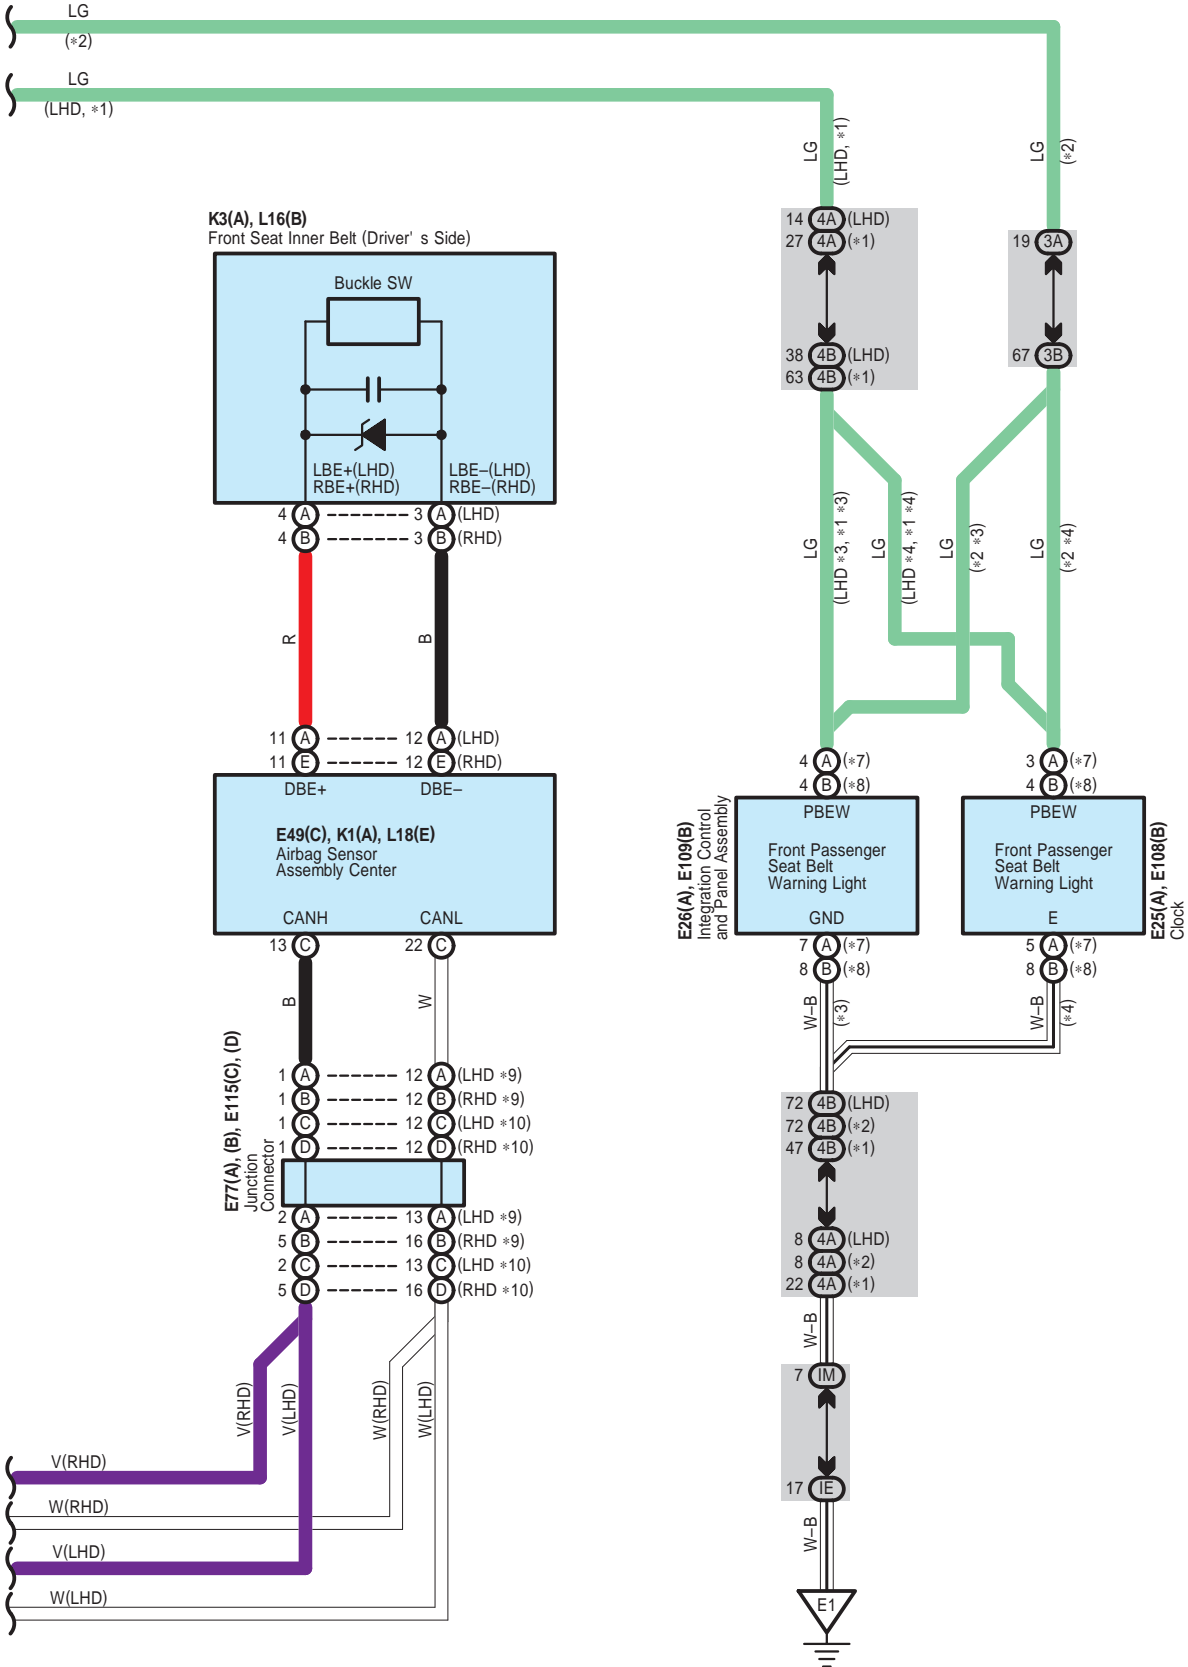 LG
(*2)
LG
(LHD, *1)
LG
(LHD, *1)
LG
(*2)
14 4A (LHD)
27 4A (*1)
19 3A
38 4B (LHD)
63 4B (*1)
67 3B
K3(A), L16(B)
Front Seat Inner Belt (Driver' s Side)
Buckle SW
LBE+(LHD)
RBE+(RHD)
LBE–(LHD)
RBE–(RHD)
4 A 3 A (LHD)
4 B 3 B (RHD)
R
B
LG
(LHD *3, *1 *3)
LG
(LHD *4, *1 *4)
LG
(*2 *3)
LG
(*2 *4)
11 A 12 A (LHD)
11 E 12 E (RHD)
DBE+
DBE–
E49(C), K1(A), L18(E)
Airbag Sensor
Assembly Center
CANH
CANL
13 C
22 C
4 A (*7)
4 B (*8)
3 A (*7)
4 B (*8)
PBEW
Front Passenger
Seat Belt
Warning Light
GND
E26(A), E109(B)
Integration Control
and Panel Assembly
7 A (*7)
8 B (*8)
PBEW
Front Passenger
Seat Belt
Warning Light
E
E25(A), E108(B)
Clock
5 A (*7)
8 B (*8)
B
W
W–B
(*3)
W–B
(*4)
1 A 12 A (LHD *9)
1 B 12 B (RHD *9)
1 C 12 C (LHD *10)
1 D 12 D (RHD *10)
E77(A), (B), E115(C), (D)
Junction
Connector
2 A 13 A (LHD *9)
5 B 16 B (RHD *9)
2 C 13 C (LHD *10)
5 D 16 D (RHD *10)
72 4B (LHD)
72 4B (*2)
47 4B (*1)
8 4A (LHD)
8 4A (*2)
22 4A (*1)
W–B
7 IM
17 IE
W–B
E1
V(RHD)
V(LHD)
W(RHD)
W(LHD)
V(RHD)
W(RHD)
V(LHD)
W(LHD)